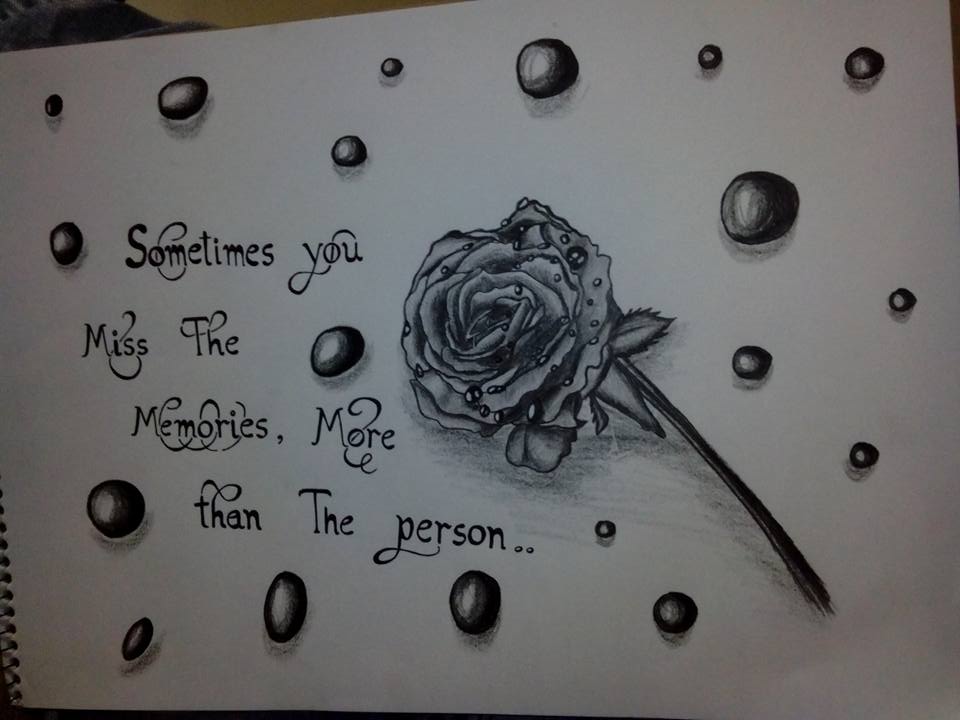 Sometimes you
Miss The
Memories, More
than The person..